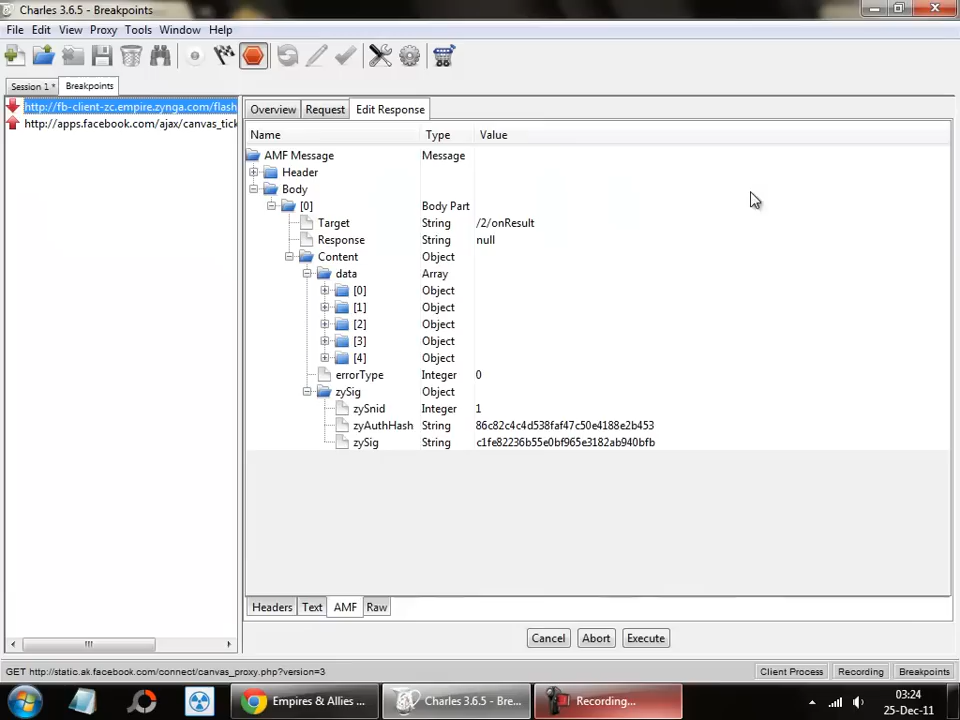 Charles 3.6.5 - Breakpoints
File Edit View Proxy Tools Window Help
Session 1 * Breakpoints
http://fb-client-zc.empire.zynga.com/flash
http://apps.facebook.com/ajax/canvas_tick
Overview Request Edit Response
Name Type Value
AMF Message Message
Header
Body
[0] Body Part
Target String /2/onResult
Response String null
Content Object
data Array
[0] Object
[1] Object
[2] Object
[3] Object
[4] Object
errorType Integer 0
zySig Object
zySnid Integer 1
zyAuthHash String 86c82c4c4d538faf47c50e4188e2b453
zySig String c1fe82236b55e0bf965e3182ab940bfb
Headers Text AMF Raw
Cancel Abort Execute
GET http://static.ak.facebook.com/connect/canvas_proxy.php?version=3 Client Process Recording Breakpoints
Empires & Allies ... Charles 3.6.5 - Bre... Recording... 03:24
25-Dec-11